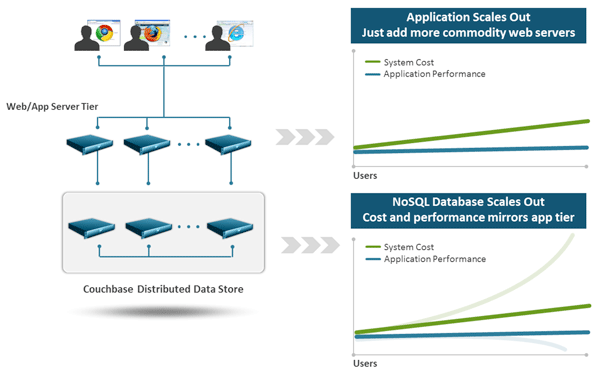 Web/App Server Tier
Couchbase Distributed Data Store
Application Scales Out
Just add more commodity web servers
System Cost
Application Performance
Users
NoSQL Database Scales Out
Cost and performance mirrors app tier
System Cost
Application Performance
Users